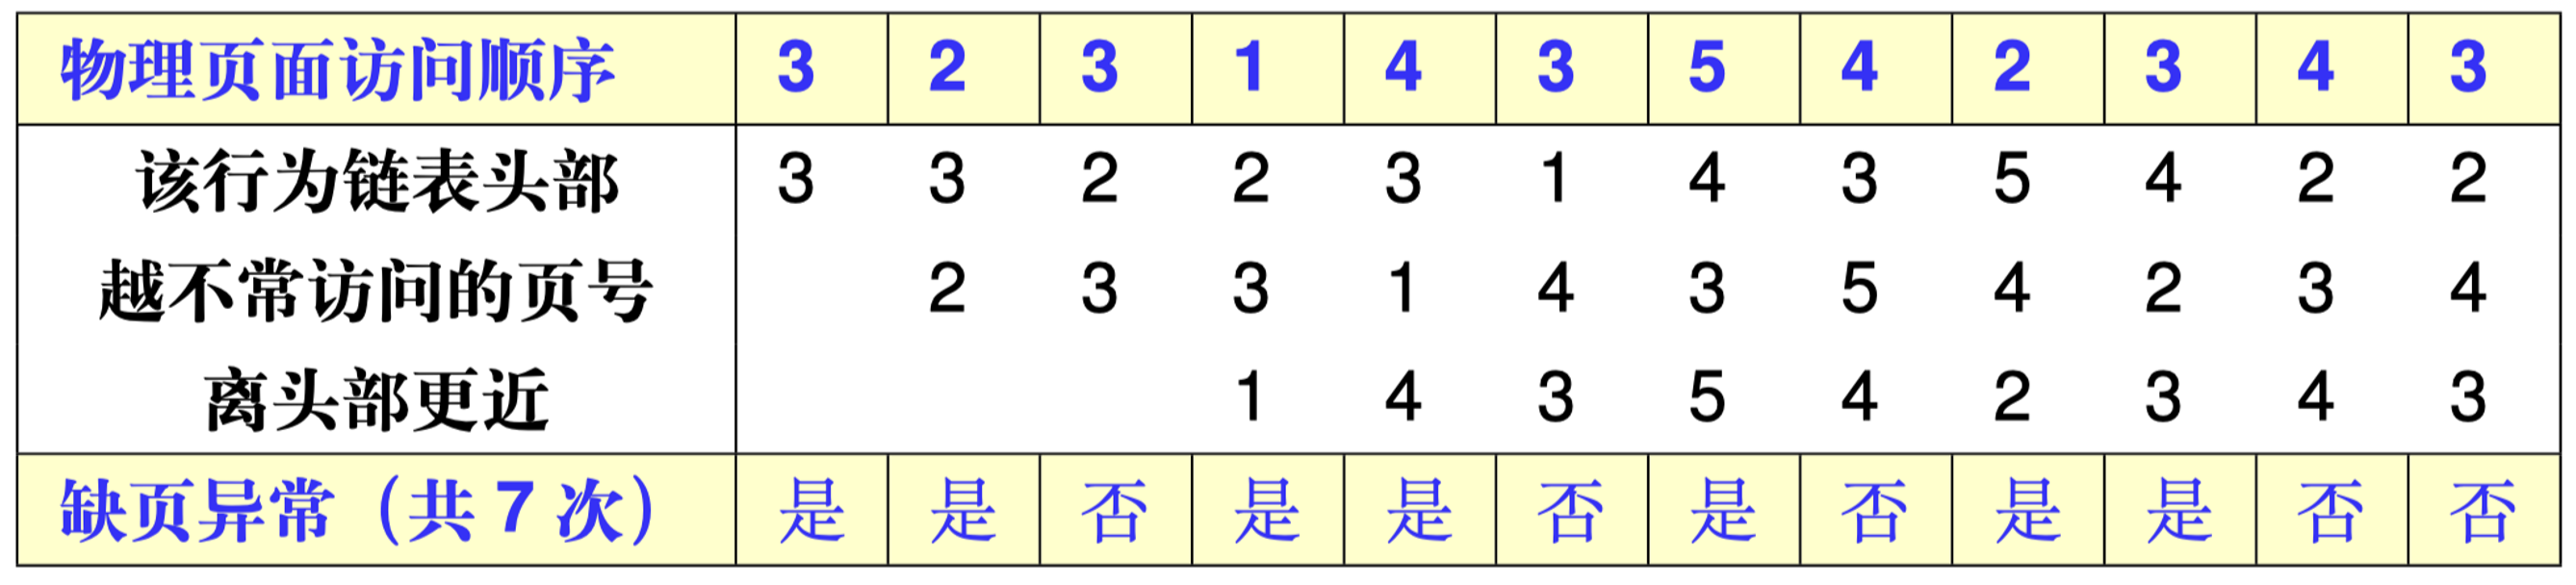 物理页面访问顺序 3 2 3 1 4 3 5 4 2 3 4 3
该行为链表头部 3 3 2 2 3 1 4 3 5 4 2 2
越不常访问的页号 2 3 3 1 4 3 5 4 2 3 4
离头部更近 1 4 3 5 4 2 3 4 3
缺页异常（共 7 次） 是 是 否 是 是 否 是 否 是 是 否 否